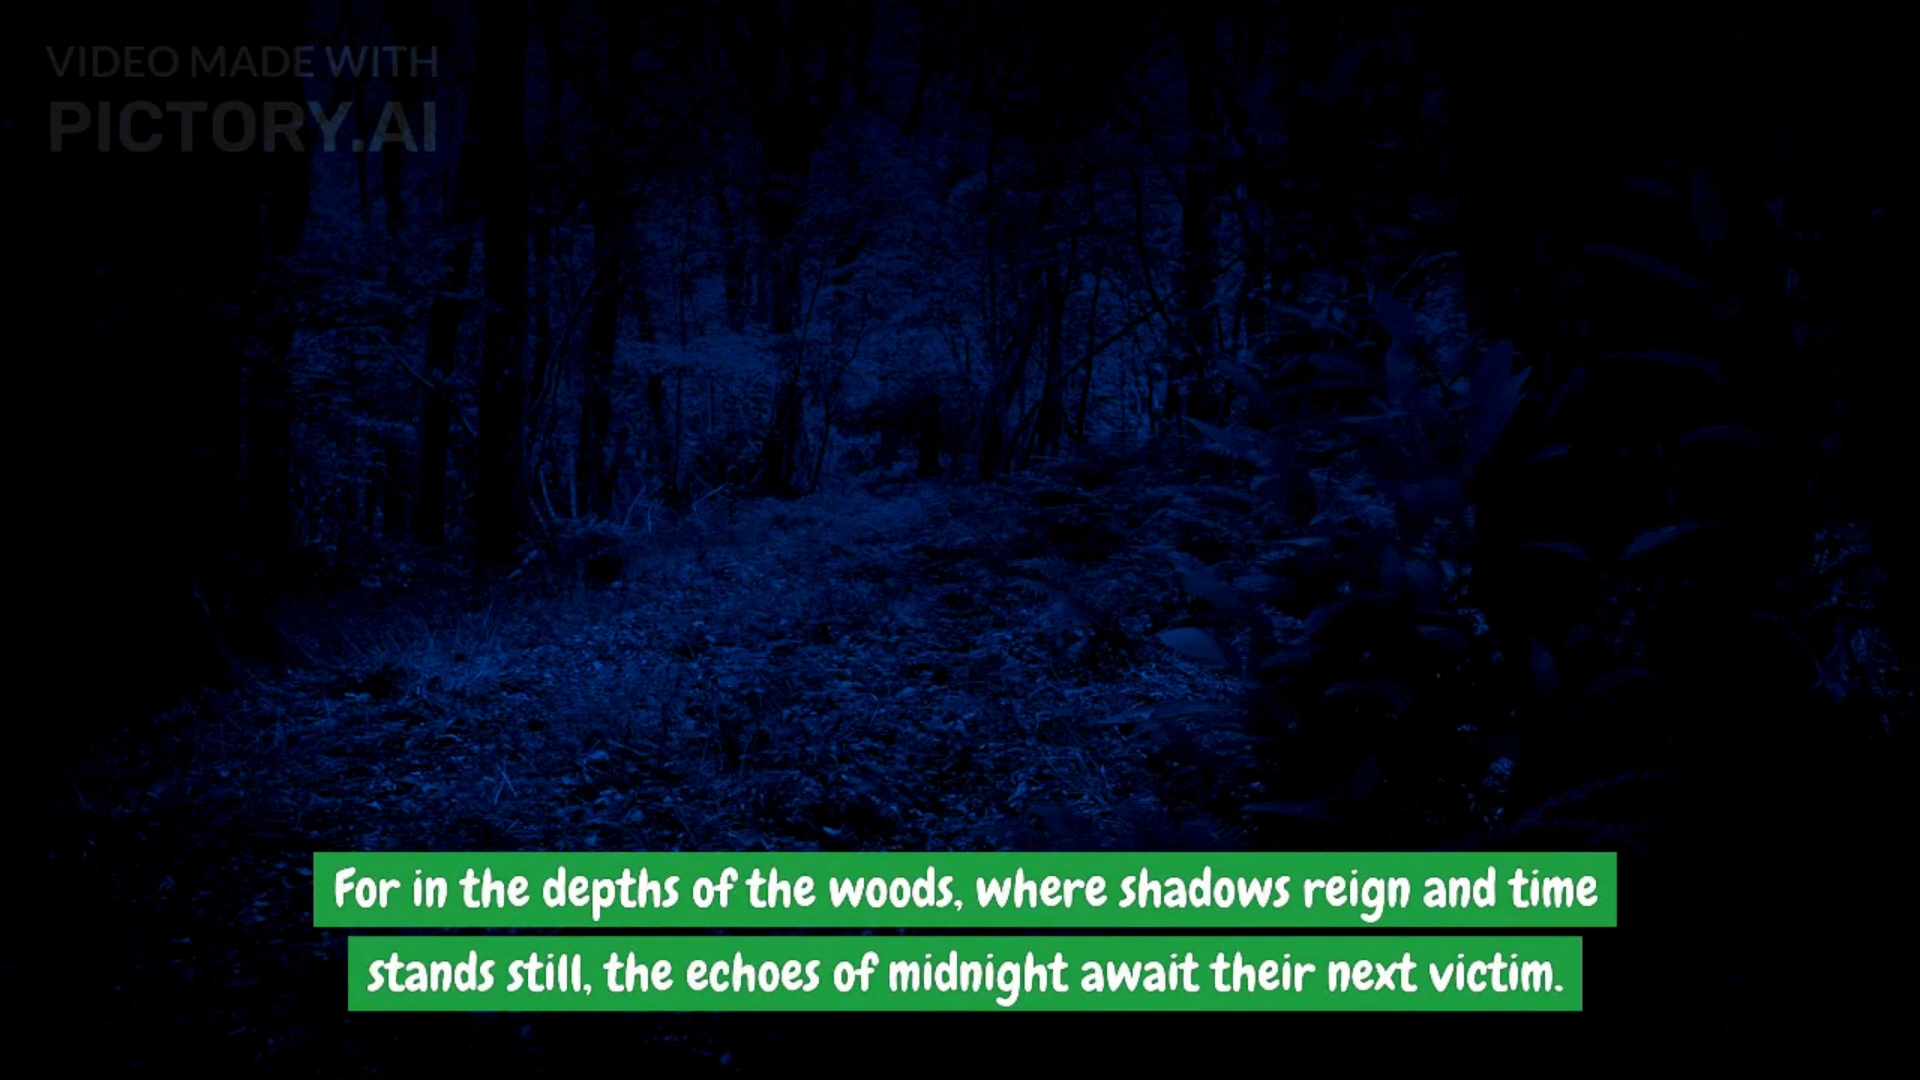 VIDEO MADE WITH
PICTORY.AI
For in the depths of the woods, where shadows reign and time
stands still, the echoes of midnight await their next victim.